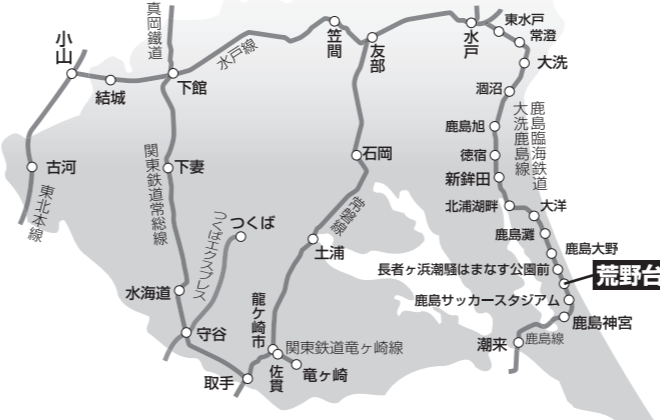 真岡鐵道
小山
結城
下館
水戸線
笠間
友部
水戸
東水戸
常澄
大洗
涸沼
鹿島旭
徳宿
新鉾田
北浦湖畔
大洋
鹿島灘
鹿島大野
長者ヶ浜潮騒はまなす公園前
荒野台
鹿島サッカースタジアム
鹿島神宮
鹿島臨海鉄道
大洗鹿島線
古河
東北本線
関東鉄道常総線
下妻
つくばエクスプレス
つくば
石岡
常磐線
土浦
水海道
守谷
取手
龍ケ崎市
関東鉄道竜ヶ崎線
佐貫
竜ヶ崎
潮来
鹿島線